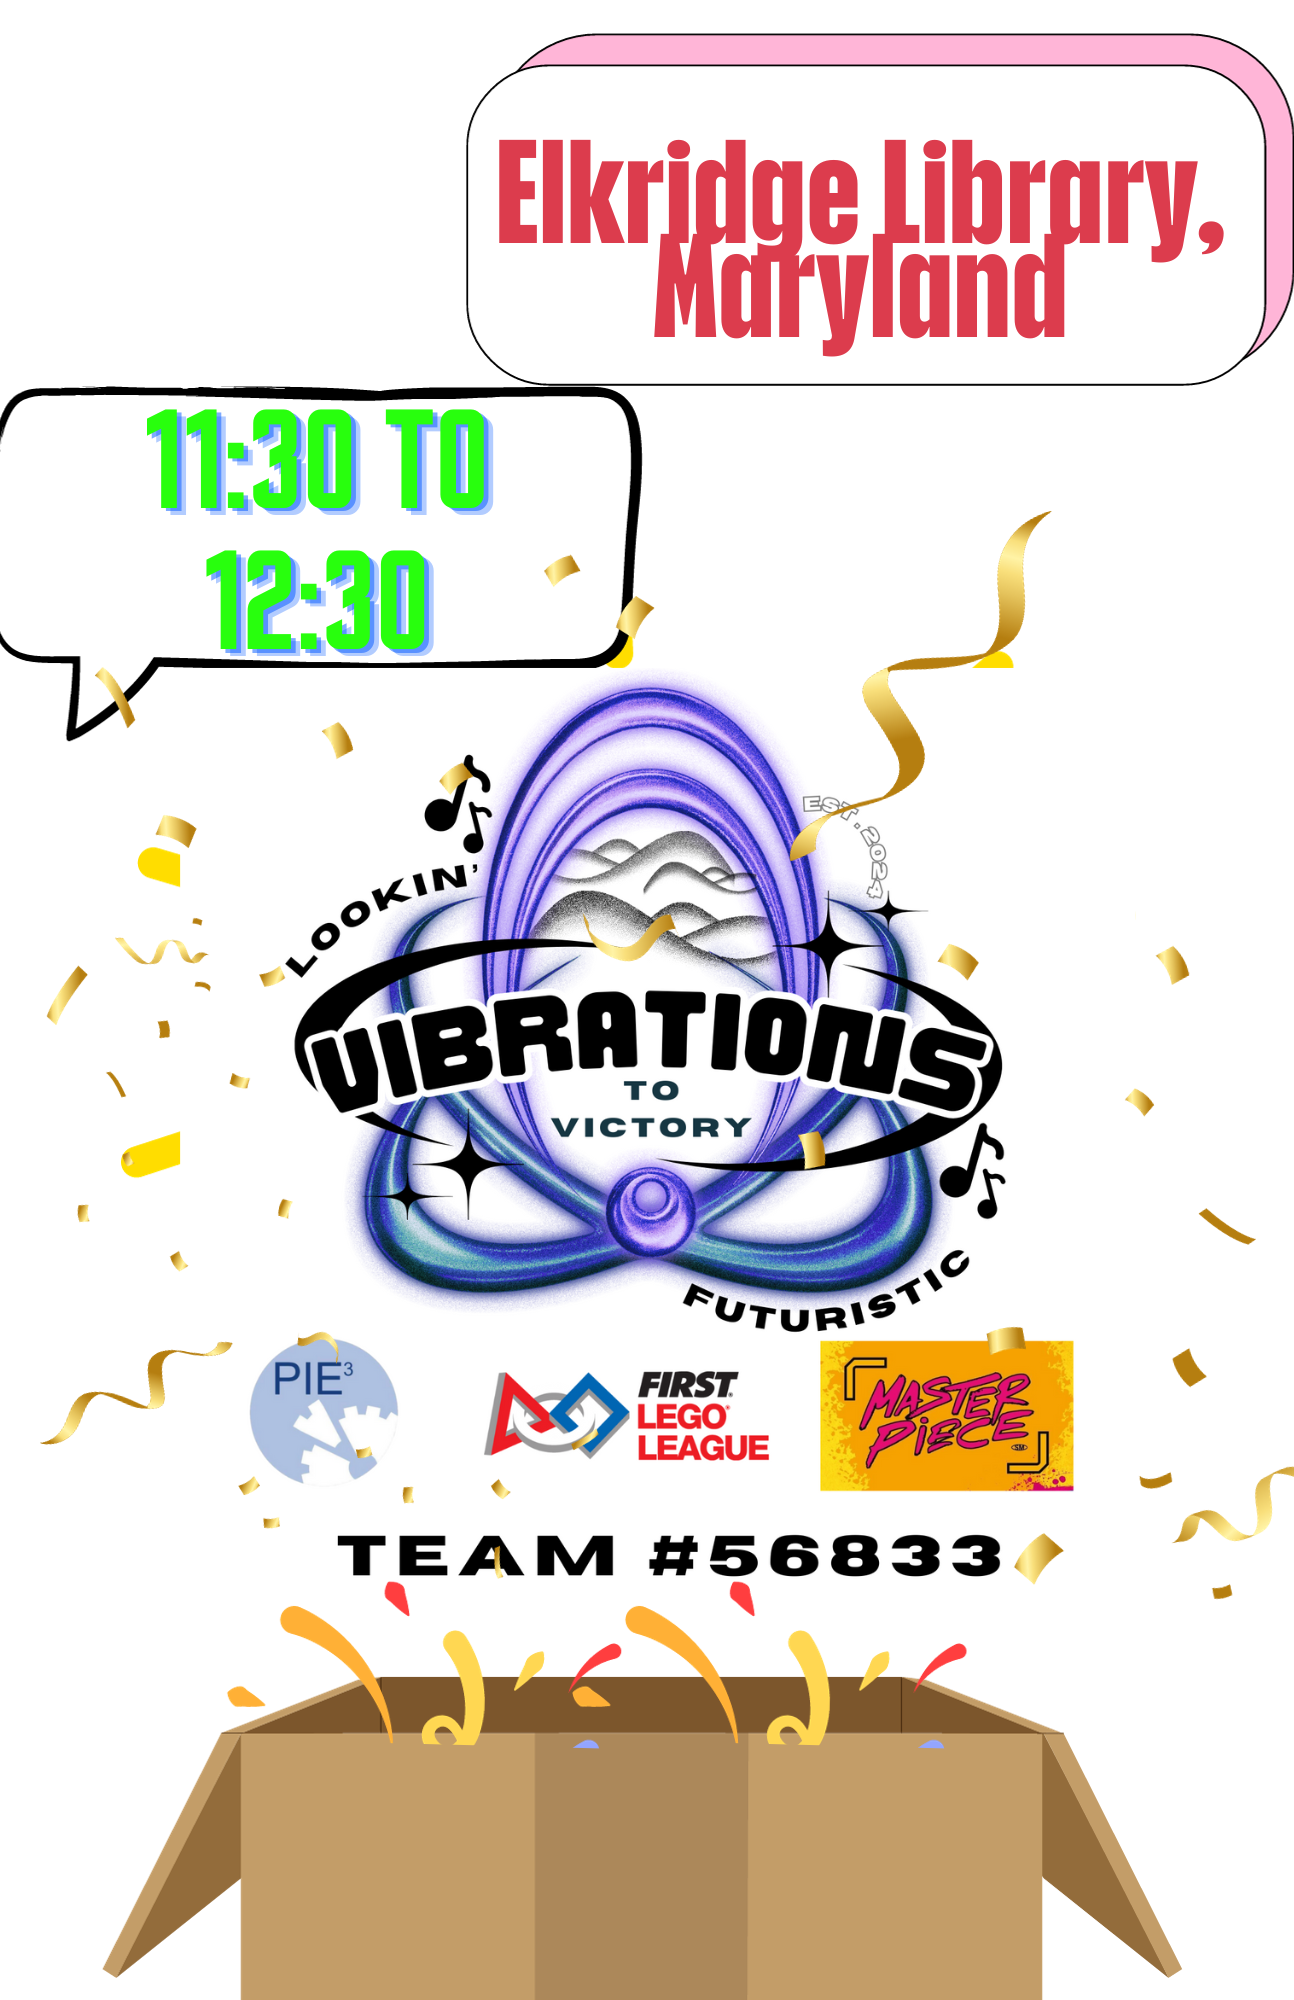 Elkridge Library,
Maryland
11:30 TO
12:30
EST.2024
LOOKIN'
VIBRATIONS
TO
VICTORY
FUTURISTIC
PIE³
FIRST®
LEGO®
LEAGUE
MASTER
PIECE℠
TEAM #56833